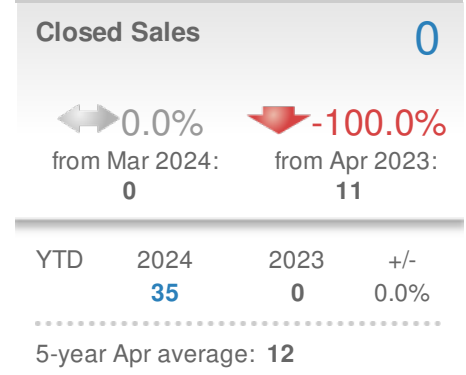 Closed Sales 0
0.0% -100.0%
from Mar 2024: from Apr 2023:
0 11
YTD 2024 2023 +/-
35 0 0.0%
5-year Apr average: 12